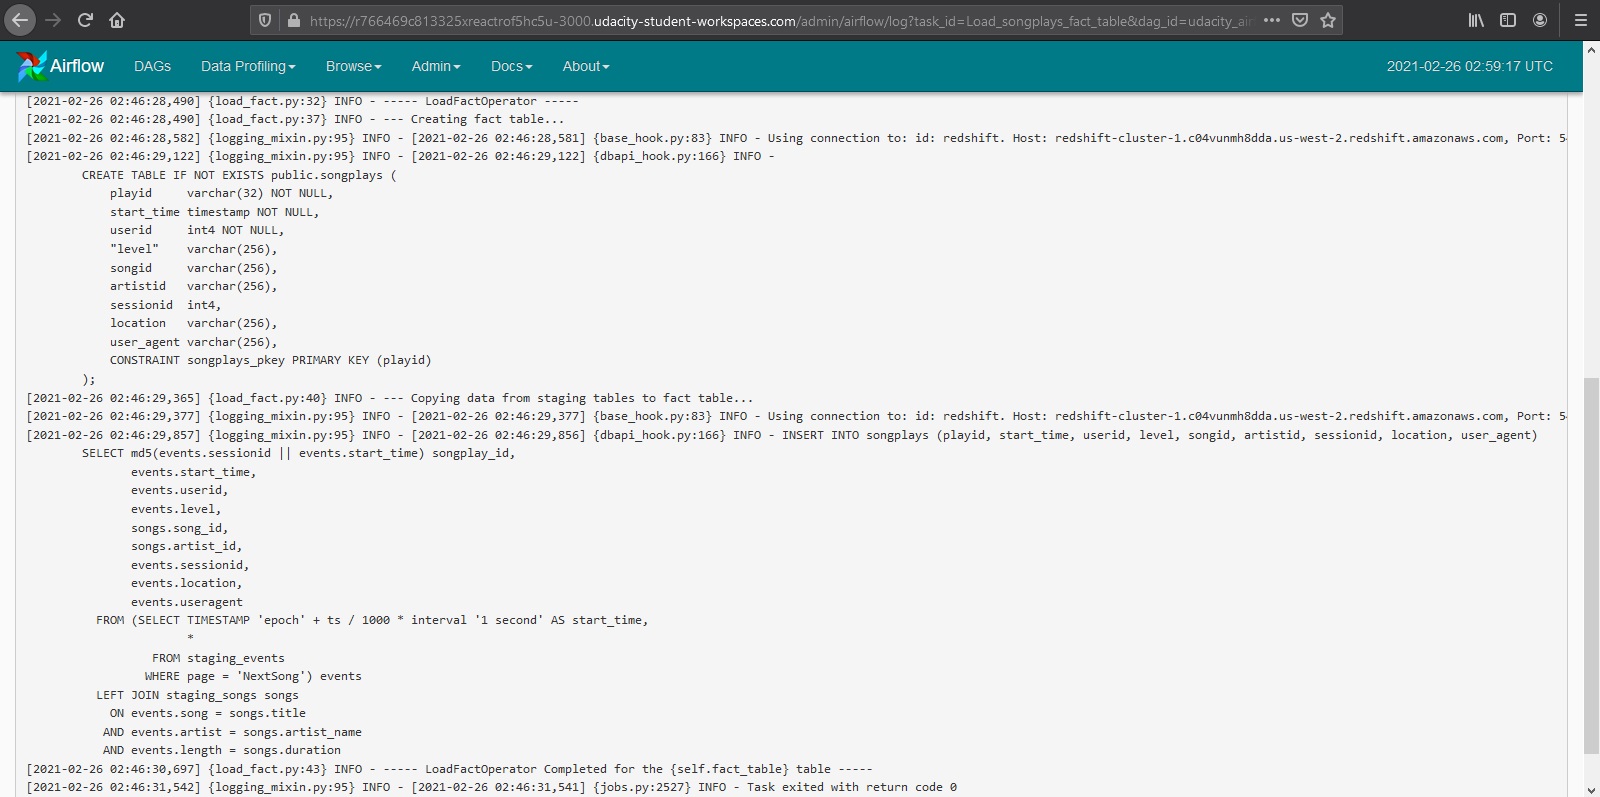 https://r766469c813325xreactrof5hc5u-3000.udacity-student-workspaces.com/admin/airflow/log?task_id=Load_songplays_fact_table&dag_id=udacity_air
Airflow DAGs Data Profiling Browse Admin Docs About 2021-02-26 02:59:17 UTC
[2021-02-26 02:46:28,490] {load_fact.py:32} INFO - ----- LoadFactOperator -----
[2021-02-26 02:46:28,490] {load_fact.py:37} INFO - --- Creating fact table...
[2021-02-26 02:46:28,582] {logging_mixin.py:95} INFO - [2021-02-26 02:46:28,581] {base_hook.py:83} INFO - Using connection to: id: redshift. Host: redshift-cluster-1.c04vunmh8dda.us-west-2.redshift.amazonaws.com, Port: 54
[2021-02-26 02:46:29,122] {logging_mixin.py:95} INFO - [2021-02-26 02:46:29,122] {dbapi_hook.py:166} INFO -
CREATE TABLE IF NOT EXISTS public.songplays (
playid varchar(32) NOT NULL,
start_time timestamp NOT NULL,
userid int4 NOT NULL,
"level" varchar(256),
songid varchar(256),
artistid varchar(256),
sessionid int4,
location varchar(256),
user_agent varchar(256),
CONSTRAINT songplays_pkey PRIMARY KEY (playid)
);
[2021-02-26 02:46:29,365] {load_fact.py:40} INFO - --- Copying data from staging tables to fact table...
[2021-02-26 02:46:29,377] {logging_mixin.py:95} INFO - [2021-02-26 02:46:29,377] {base_hook.py:83} INFO - Using connection to: id: redshift. Host: redshift-cluster-1.c04vunmh8dda.us-west-2.redshift.amazonaws.com, Port: 54
[2021-02-26 02:46:29,857] {logging_mixin.py:95} INFO - [2021-02-26 02:46:29,856] {dbapi_hook.py:166} INFO - INSERT INTO songplays (playid, start_time, userid, level, songid, artistid, sessionid, location, user_agent)
SELECT md5(events.sessionid || events.start_time) songplay_id,
events.start_time,
events.userid,
events.level,
songs.song_id,
songs.artist_id,
events.sessionid,
events.location,
events.useragent
FROM (SELECT TIMESTAMP 'epoch' + ts / 1000 * interval '1 second' AS start_time,
*
FROM staging_events
WHERE page = 'NextSong') events
LEFT JOIN staging_songs songs
ON events.song = songs.title
AND events.artist = songs.artist_name
AND events.length = songs.duration
[2021-02-26 02:46:30,697] {load_fact.py:43} INFO - ----- LoadFactOperator Completed for the {self.fact_table} table -----
[2021-02-26 02:46:31,542] {logging_mixin.py:95} INFO - [2021-02-26 02:46:31,541] {jobs.py:2527} INFO - Task exited with return code 0